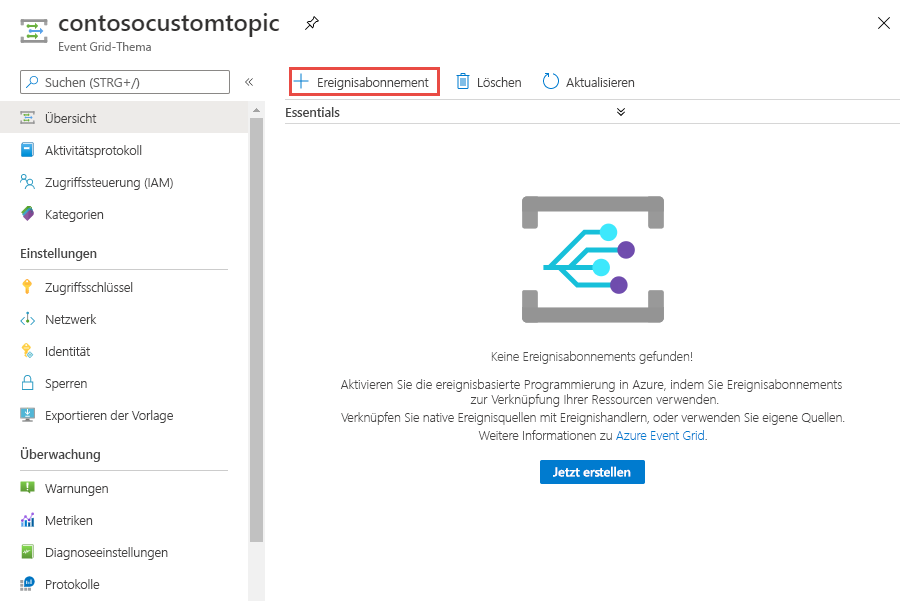 contosocustomtopic
Event Grid-Thema
Suchen (STRG+/)
«
Übersicht
Aktivitätsprotokoll
Zugriffssteuerung (IAM)
Kategorien
Einstellungen
Zugriffsschlüssel
Netzwerk
Identität
Sperren
Exportieren der Vorlage
Überwachung
Warnungen
Metriken
Diagnoseeinstellungen
Protokolle
Ereignisabonnement
Löschen
Aktualisieren
Essentials
Keine Ereignisabonnements gefunden!
Aktivieren Sie die ereignisbasierte Programmierung in Azure, indem Sie Ereignisabonnements
zur Verknüpfung Ihrer Ressourcen verwenden.
Verknüpfen Sie native Ereignisquellen mit Ereignishandlern, oder verwenden Sie eigene Quellen.
Weitere Informationen zu Azure Event Grid.
Jetzt erstellen